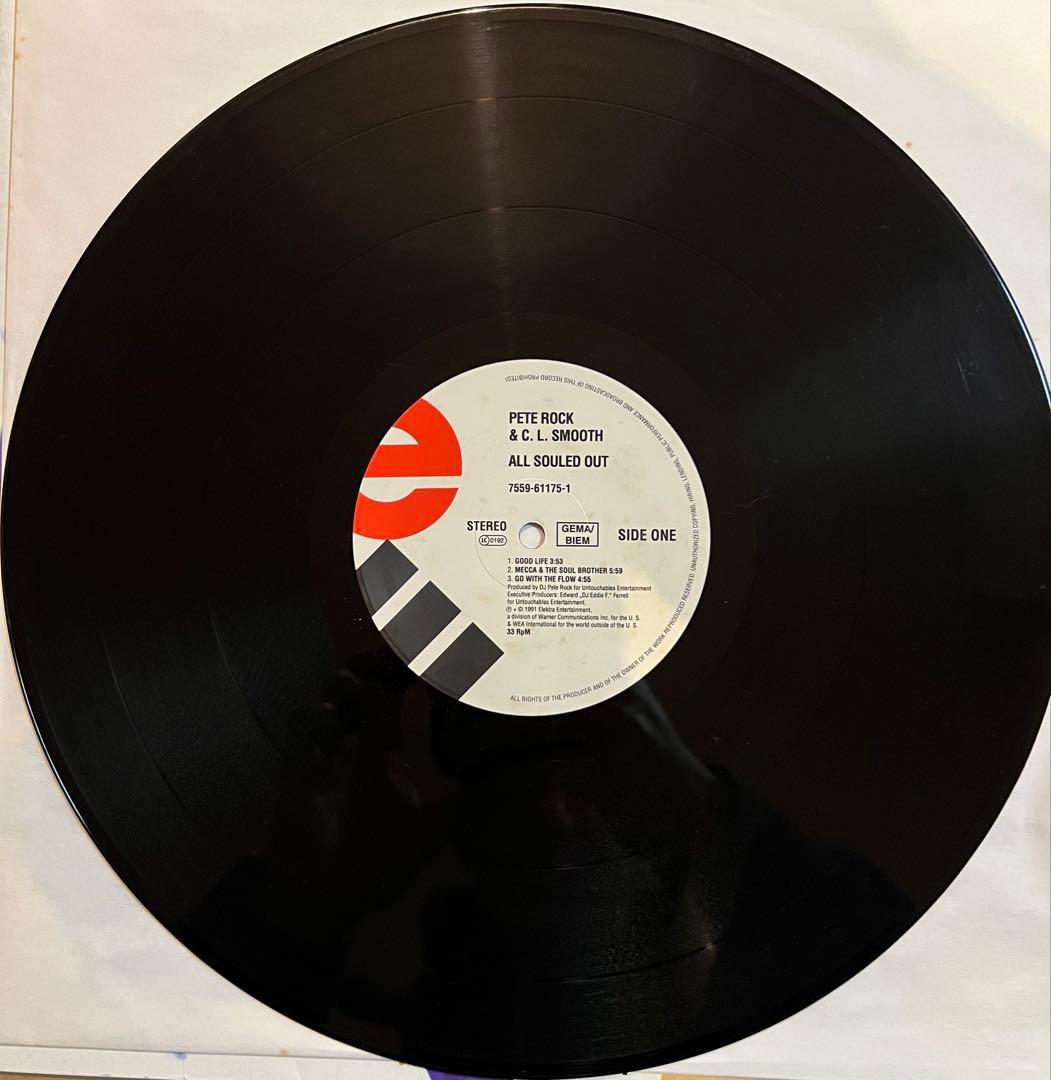 PETE ROCK
& C. L. SMOOTH
ALL SOULED OUT
7559-61175-1
STEREO
LC 0192
GEMA/
BIEM
SIDE ONE
1. GOOD LIFE 3:53
2. MECCA & THE SOUL BROTHER 5:59
3. GO WITH THE FLOW 4:55
Produced by DJ Pete Rock for Untouchables Entertainment
Executive Producers: Edward „DJ Eddie F." Ferrell
for Untouchables Entertainment.
℗ + © 1991 Elektra Entertainment,
a division of Warner Communications Inc. for the U. S.
& WEA International for the world outside of the U. S.
33 RpM
ALL RIGHTS OF THE PRODUCER AND OF THE OWNER OF THE WORK REPRODUCED RESERVED. UNAUTHORIZED COPYING, HIRING, LENDING, PUBLIC PERFORMANCE AND BROADCASTING OF THIS RECORD PROHIBITED!
e